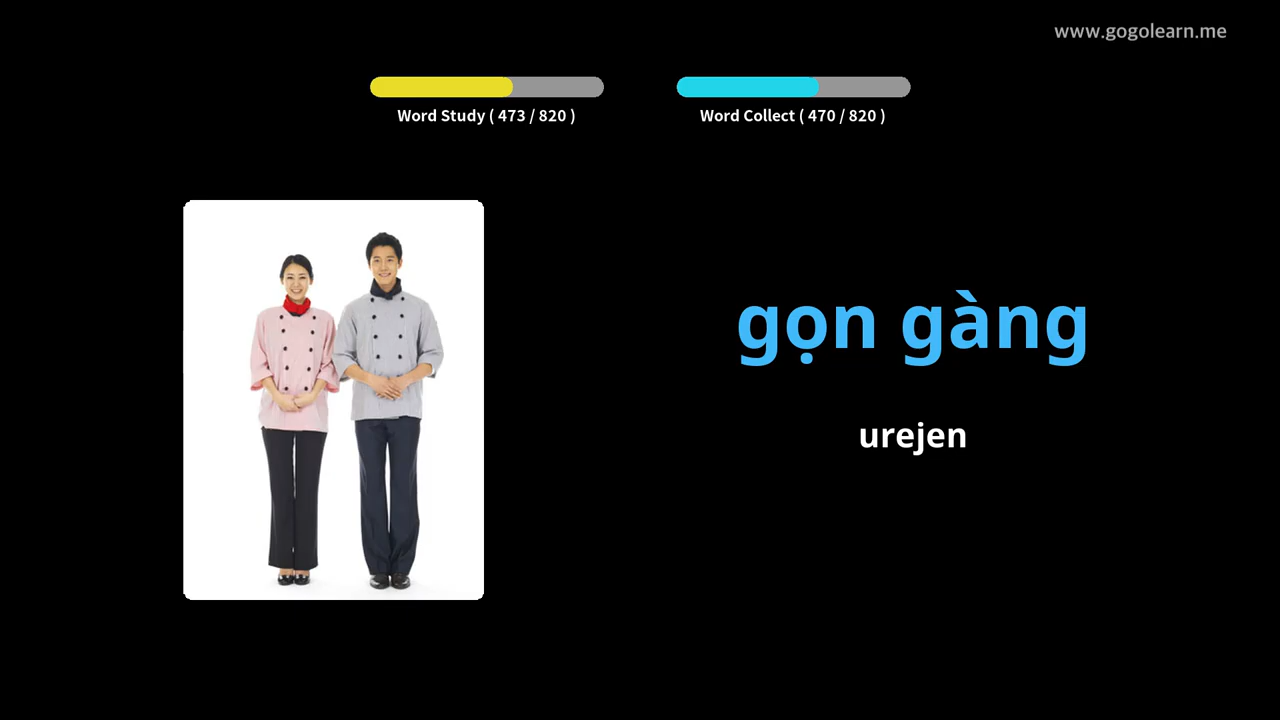 www.gogolearn.me
Word Study ( 473 / 820 )
Word Collect ( 470 / 820 )
gọn gàng
urejen